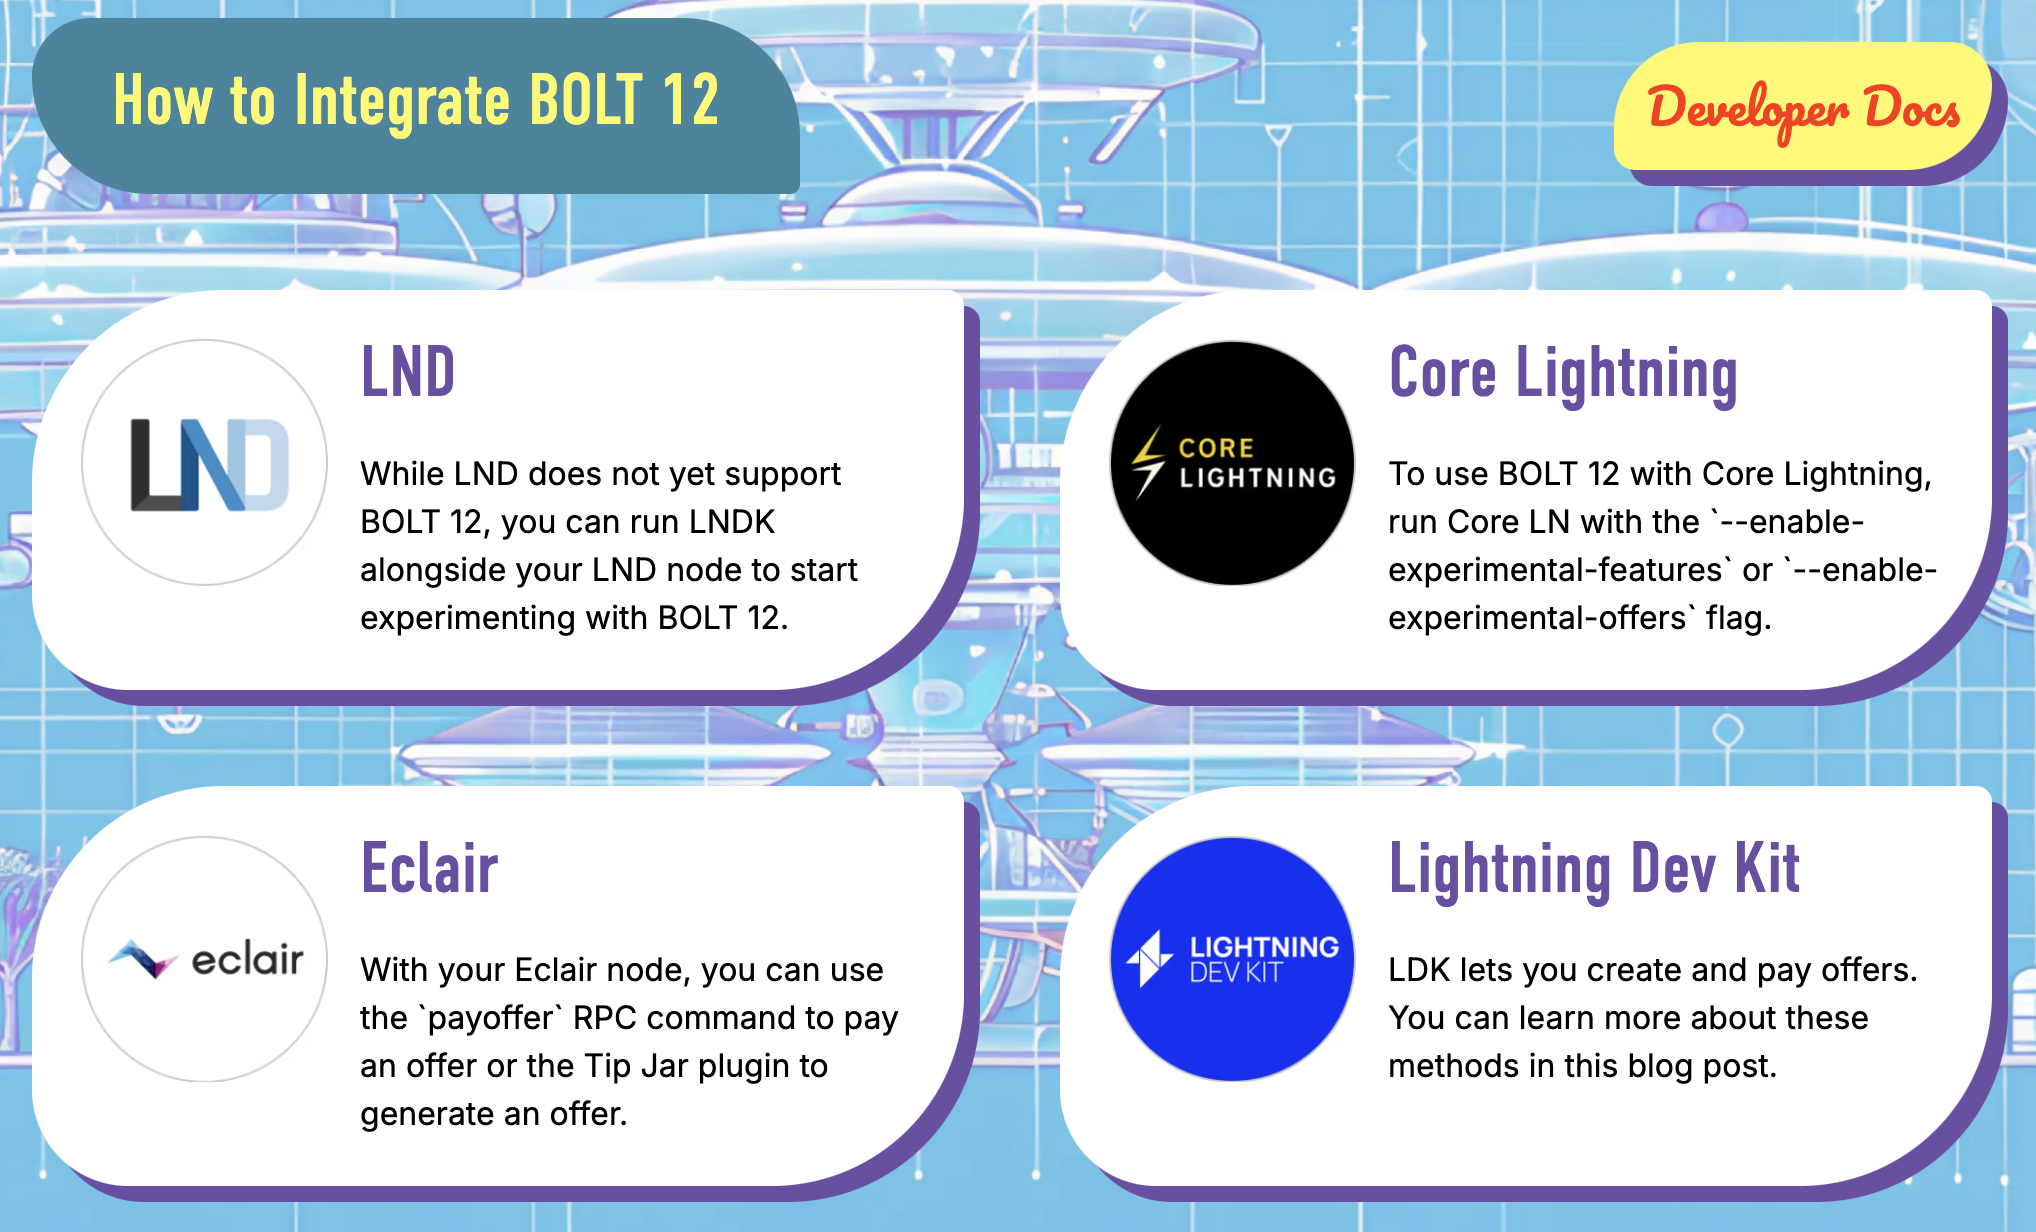 How to Integrate BOLT 12
Developer Docs
LND
LND
While LND does not yet support
BOLT 12, you can run LNDK
alongside your LND node to start
experimenting with BOLT 12.
CORE
LIGHTNING
Core Lightning
To use BOLT 12 with Core Lightning,
run Core LN with the `--enable-
experimental-features` or `--enable-
experimental-offers` flag.
eclair
Eclair
With your Eclair node, you can use
the `payoffer` RPC command to pay
an offer or the Tip Jar plugin to
generate an offer.
LIGHTNING
DEV KIT
Lightning Dev Kit
LDK lets you create and pay offers.
You can learn more about these
methods in this blog post.